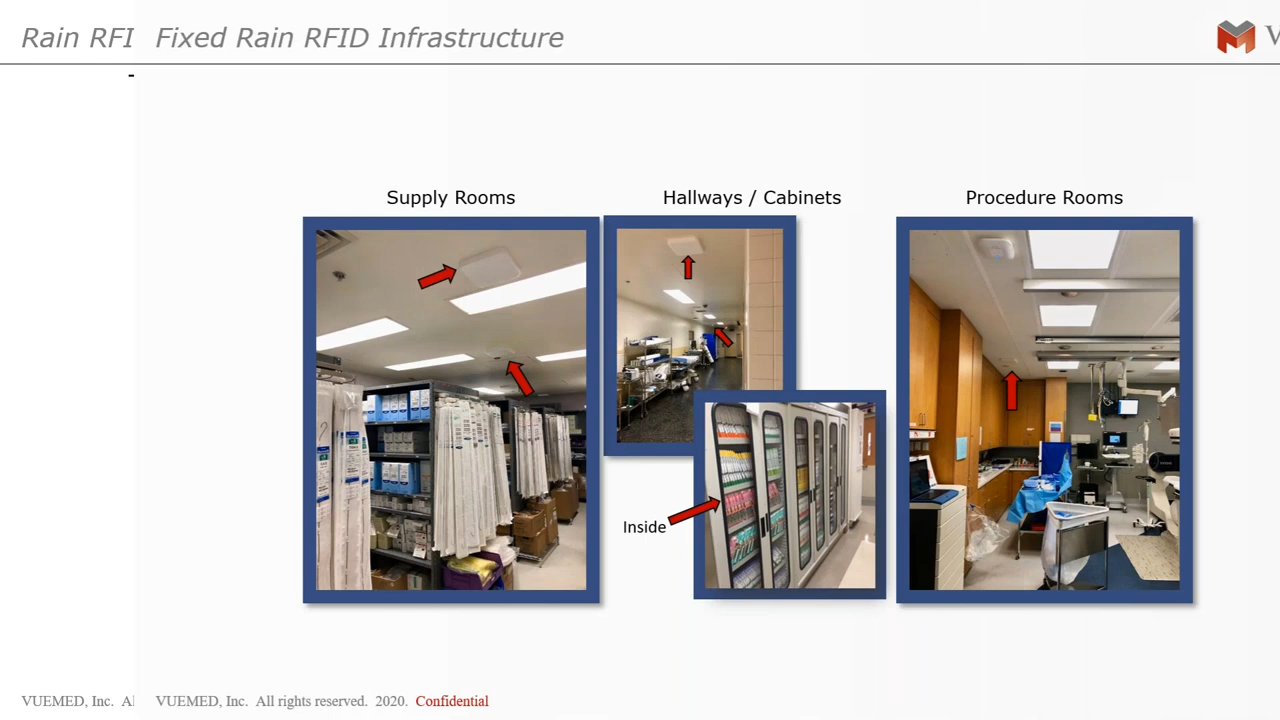 Rain RFI
Fixed Rain RFID Infrastructure
V
Supply Rooms
Hallways / Cabinets
Procedure Rooms
Inside
VUEMED, Inc. Al
VUEMED, Inc. All rights reserved. 2020. Confidential